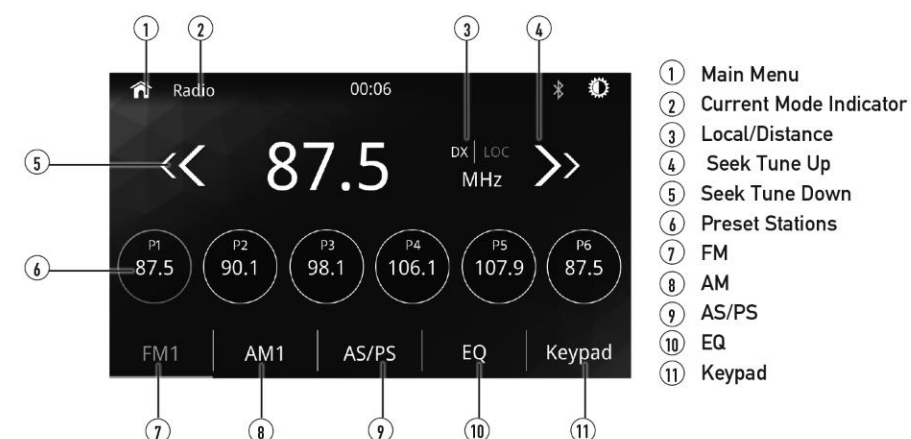 1 2 3 4
Radio 00:06
5 87.5 DX | LOC
MHz
P1 P2 P3 P4 P5 P6
6 87.5 90.1 98.1 106.1 107.9 87.5
FM1 AM1 AS/PS EQ Keypad
7 8 9 10 11
1 Main Menu
2 Current Mode Indicator
3 Local/Distance
4 Seek Tune Up
5 Seek Tune Down
6 Preset Stations
7 FM
8 AM
9 AS/PS
10 EQ
11 Keypad